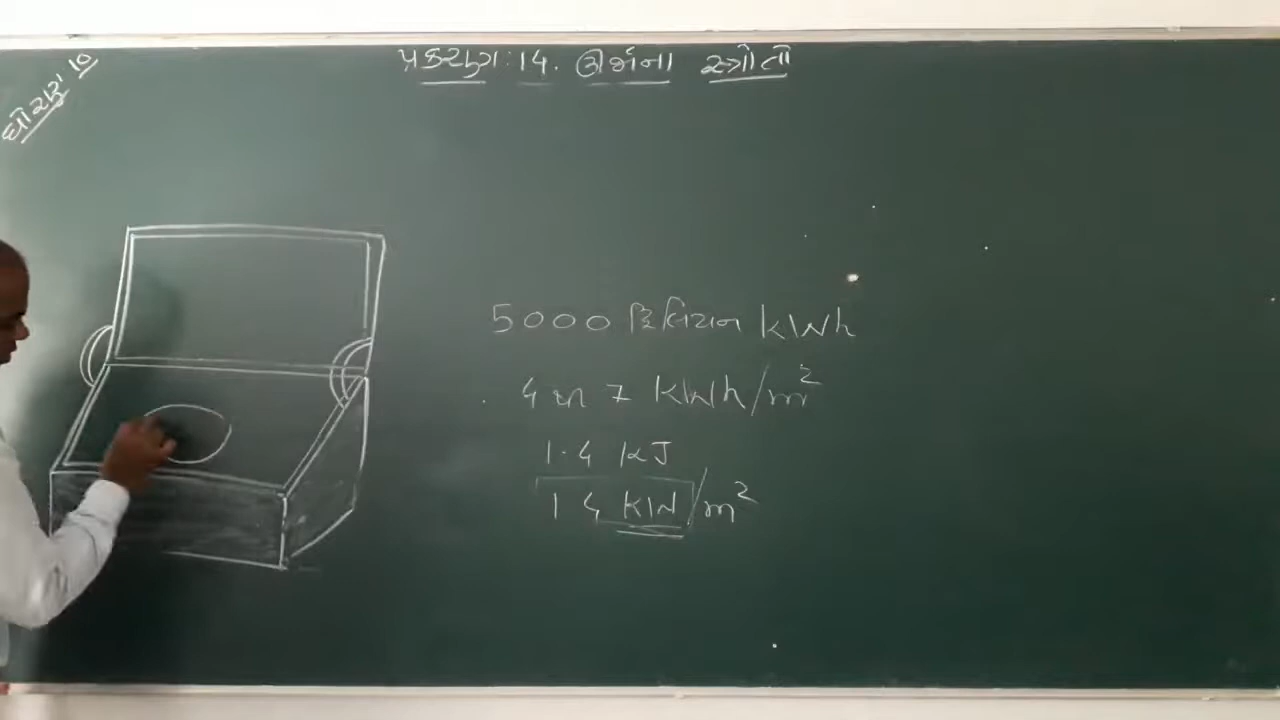 ધોરણ: 10
પ્રકરણ: 14. ઊર્જાના સ્ત્રોતો
5000 ટ્રિલિયન kWh
4 થી 7 kWh/m²
1.4 kJ
1 4 kW/m²